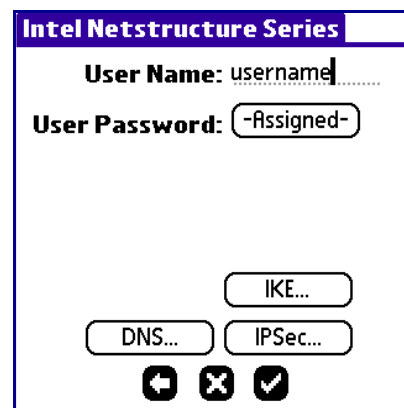 Intel Netstructure Series
User Name: username
User Password: -Assigned-
IKE...
DNS... IPSec...